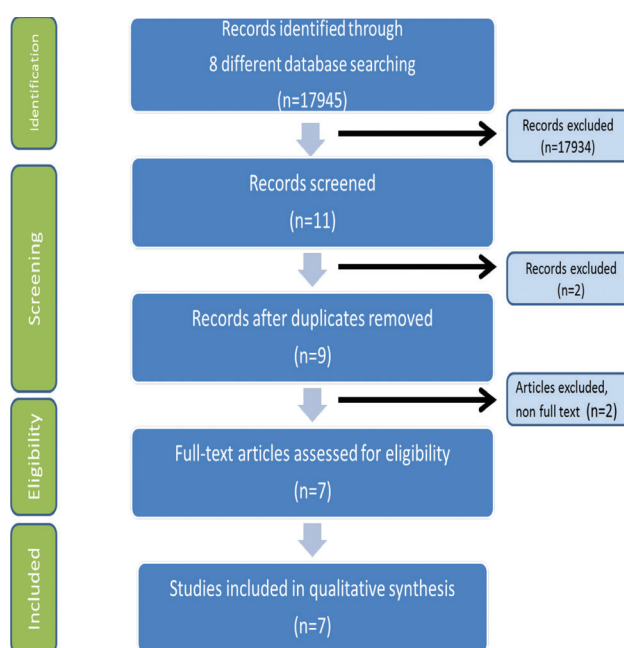 Identification
Records identified through
8 different database searching
(n=17945)
Records excluded
(n=17934)
Screening
Records screened
(n=11)
Records excluded
(n=2)
Records after duplicates removed
(n=9)
Articles excluded,
non full text (n=2)
Eligibility
Full-text articles assessed for eligibility
(n=7)
Included
Studies included in qualitative synthesis
(n=7)